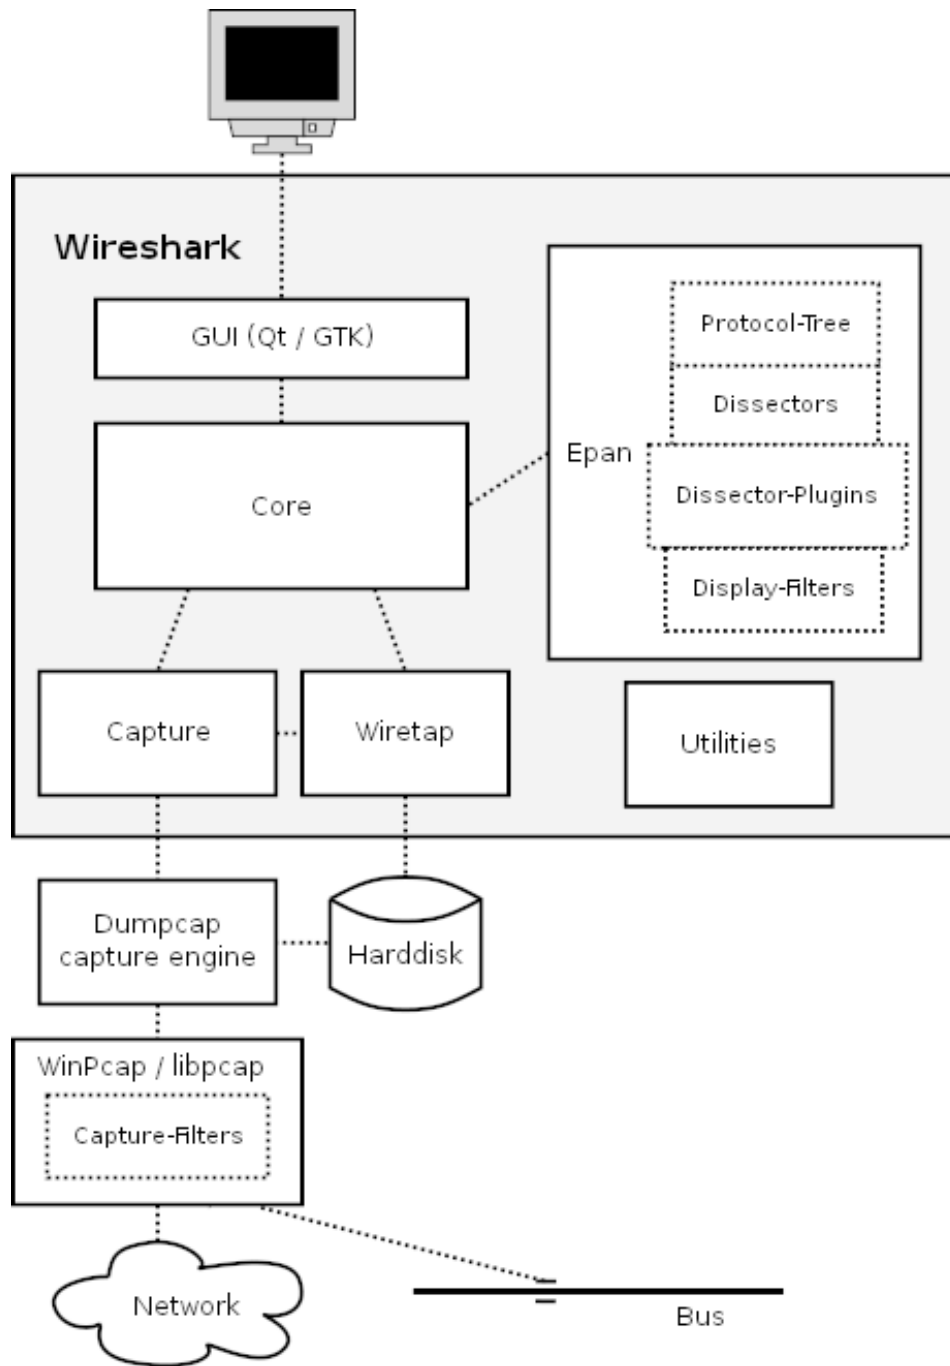 Wireshark
GUI (Qt / GTK)
Core
Epan
Protocol-Tree
Dissectors
Dissector-Plugins
Display-Filters
Capture
Wiretap
Utilities
Dumpcap
capture engine
Harddisk
WinPcap / libpcap
Capture-Filters
Network
Bus